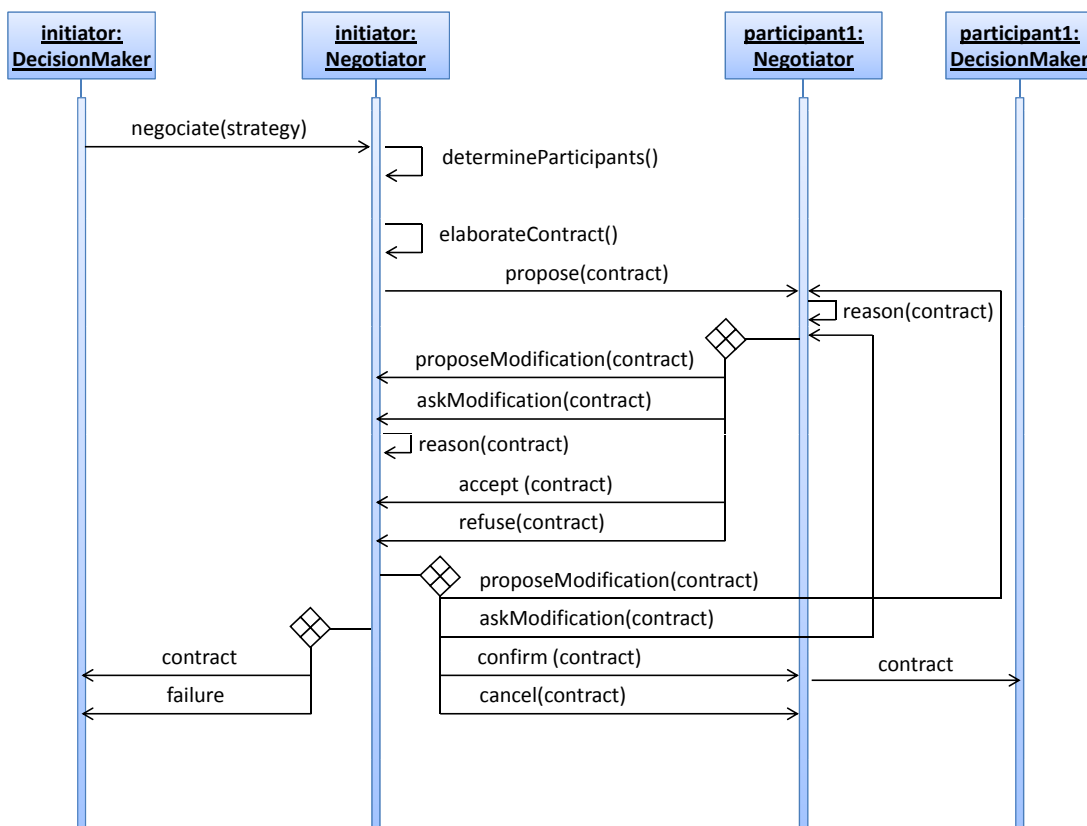 initiator:
DecisionMaker
initiator:
Negotiator
participant1:
Negotiator
participant1:
DecisionMaker
negociate(strategy)
determineParticipants()
elaborateContract()
propose(contract)
reason(contract)
proposeModification(contract)
askModification(contract)
reason(contract)
accept (contract)
refuse(contract)
proposeModification(contract)
askModification(contract)
contract
confirm (contract)
contract
failure
cancel(contract)